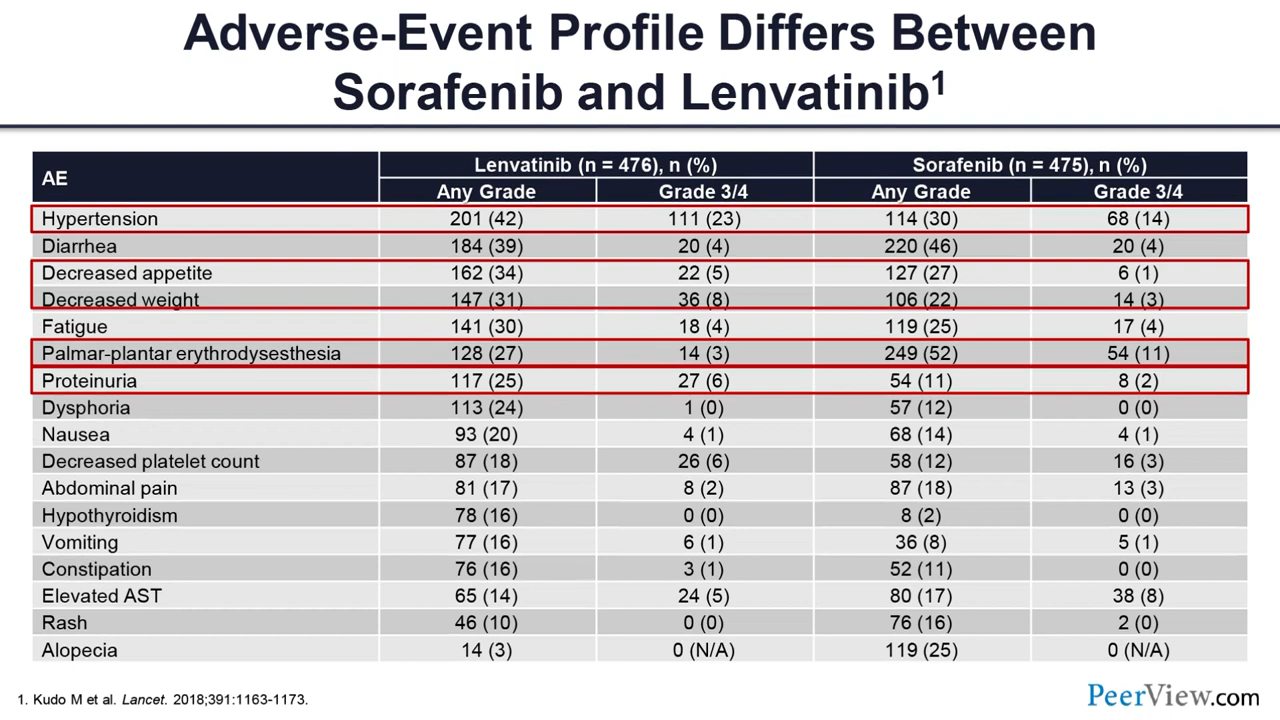 Adverse-Event Profile Differs Between
Sorafenib and Lenvatinib1
AE Lenvatinib (n = 476), n (%) Sorafenib (n = 475), n (%)
Any Grade Grade 3/4 Any Grade Grade 3/4
Hypertension 201 (42) 111 (23) 114 (30) 68 (14)
Diarrhea 184 (39) 20 (4) 220 (46) 20 (4)
Decreased appetite 162 (34) 22 (5) 127 (27) 6 (1)
Decreased weight 147 (31) 36 (8) 106 (22) 14 (3)
Fatigue 141 (30) 18 (4) 119 (25) 17 (4)
Palmar-plantar erythrodysesthesia 128 (27) 14 (3) 249 (52) 54 (11)
Proteinuria 117 (25) 27 (6) 54 (11) 8 (2)
Dysphoria 113 (24) 1 (0) 57 (12) 0 (0)
Nausea 93 (20) 4 (1) 68 (14) 4 (1)
Decreased platelet count 87 (18) 26 (6) 58 (12) 16 (3)
Abdominal pain 81 (17) 8 (2) 87 (18) 13 (3)
Hypothyroidism 78 (16) 0 (0) 8 (2) 0 (0)
Vomiting 77 (16) 6 (1) 36 (8) 5 (1)
Constipation 76 (16) 3 (1) 52 (11) 0 (0)
Elevated AST 65 (14) 24 (5) 80 (17) 38 (8)
Rash 46 (10) 0 (0) 76 (16) 2 (0)
Alopecia 14 (3) 0 (N/A) 119 (25) 0 (N/A)
1. Kudo M et al. Lancet. 2018;391:1163-1173.
PeerView.com